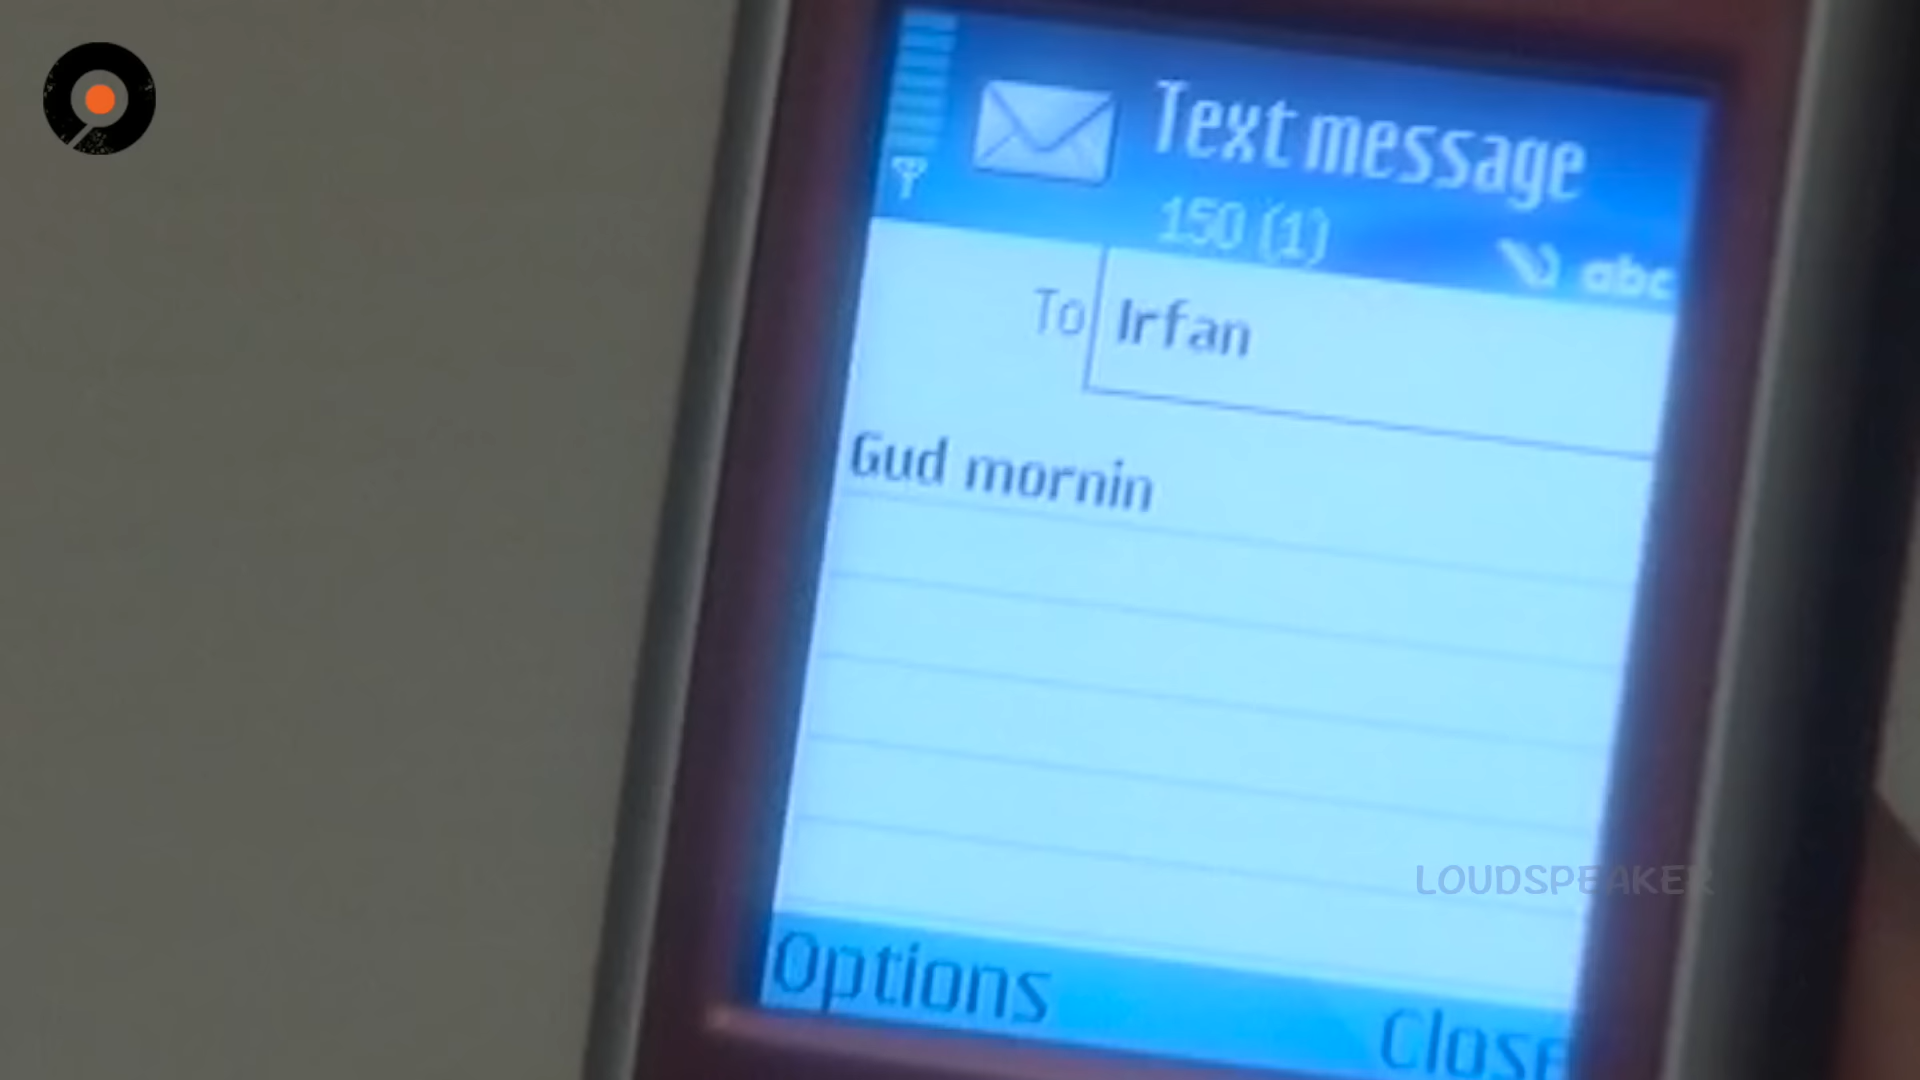 Text message
150 (1)
abc
To Irfan
Gud mornin
LOUDSPEAKER
Options Close